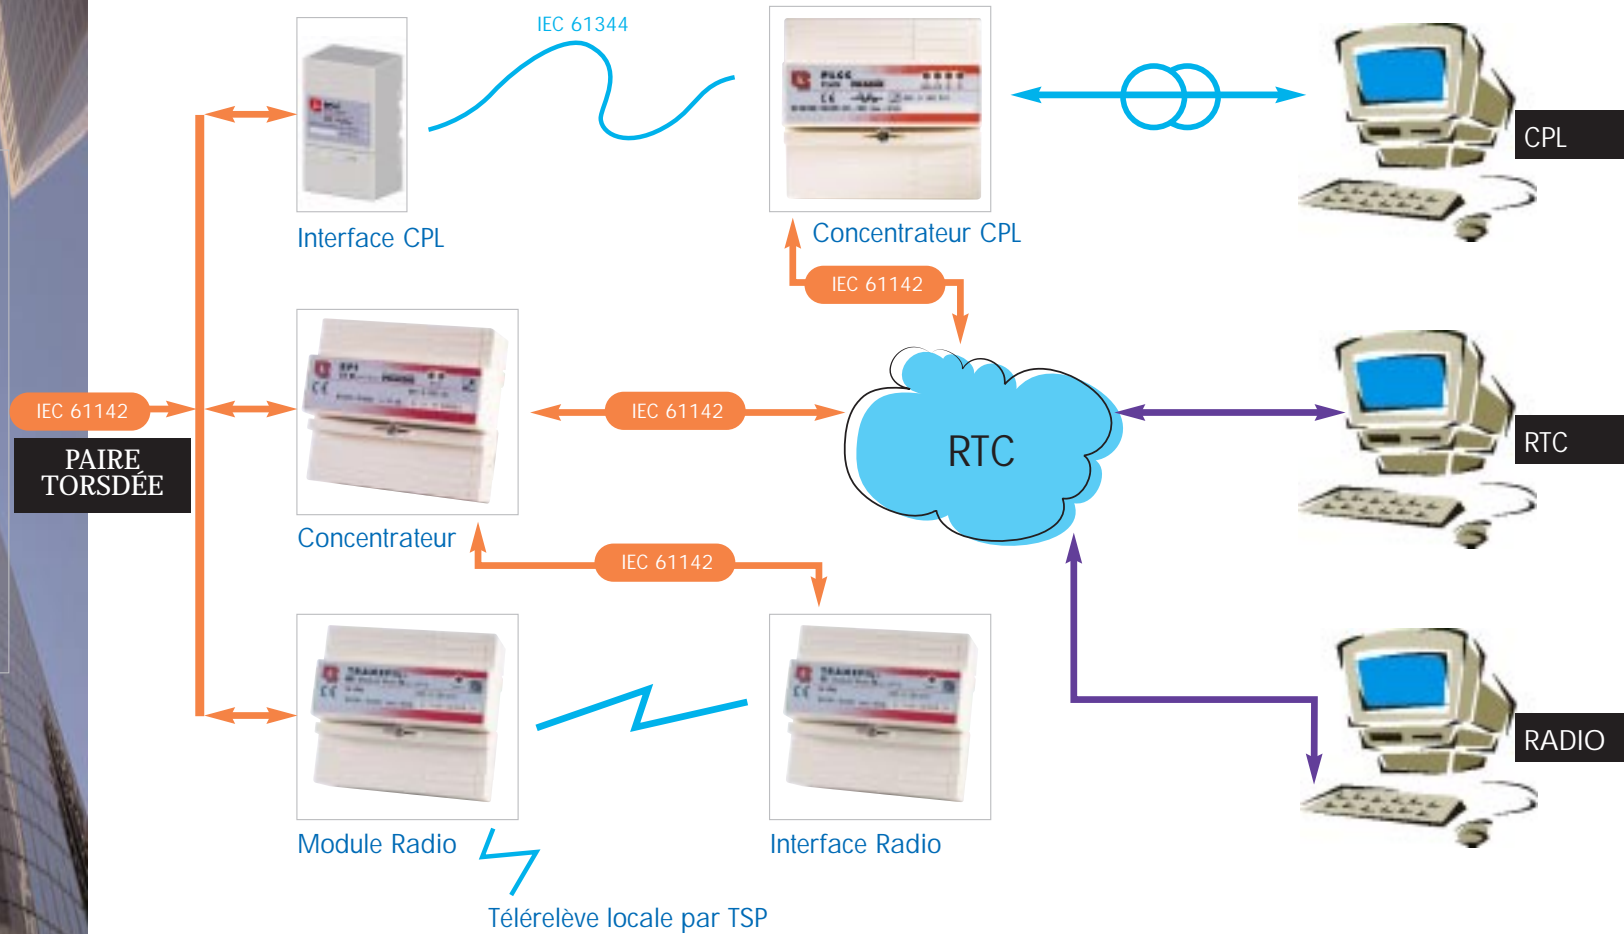 IEC 61344
PLCC
CPL
Interface CPL
Concentrateur CPL
IEC 61142
IEC 61142
PAIRE
TORSDÉE
IEC 61142
RTC
RTC
Concentrateur
IEC 61142
RADIO
Module Radio
Interface Radio
Télérelève locale par TSP